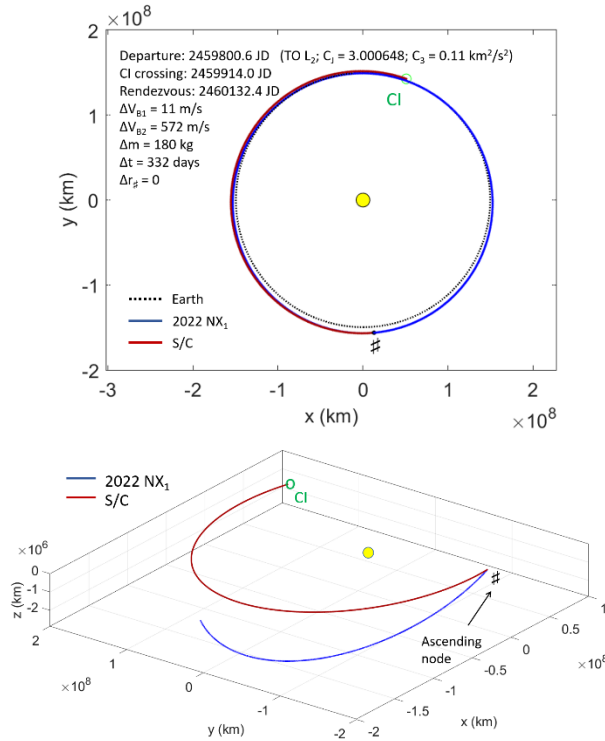 ×10⁸
2
Departure: 2459800.6 JD (TO L₂; C_J = 3.000648; C₃ = 0.11 km²/s²)
CI crossing: 2459914.0 JD
Rendezvous: 2460132.4 JD
ΔV_B1 = 11 m/s
ΔV_B2 = 572 m/s
Δm = 180 kg
Δt = 332 days
Δr_♯ = 0
CI
1
y (km)
0
-1
-2
Earth
2022 NX₁
S/C
♯
-2 -1 0 1 2
x (km)
×10⁸
2022 NX₁
S/C
CI
♯
Ascending
node
×10⁶
z (km)
0
-1
-2
2
1
0
-1
-2
×10⁸
y (km)
-2
-1.5
-1
-0.5
0
0.5
1
×10⁸
x (km)